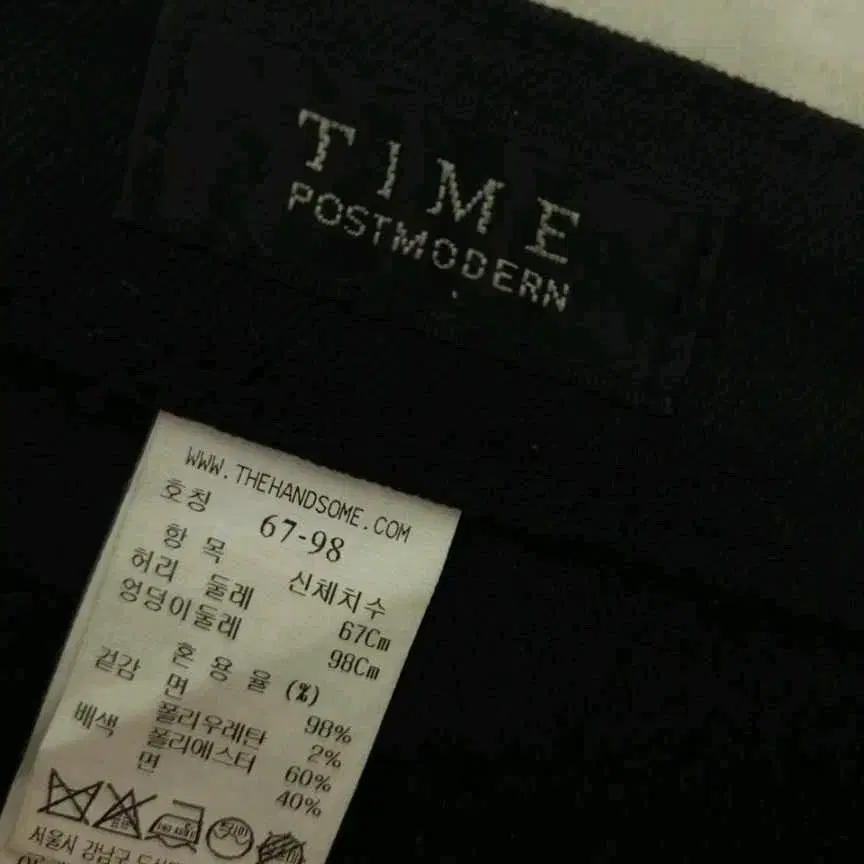 TIME
POSTMODERN
WWW.THEHANDSOME.COM
호칭 67-98
항 목 신체치수
허리 둘레 67Cm
엉덩이둘레 98Cm
혼 용 율 (%)
겉감 면 98%
폴리우레탄 2%
배색 폴리에스터 60%
면 40%
서울시 강남구